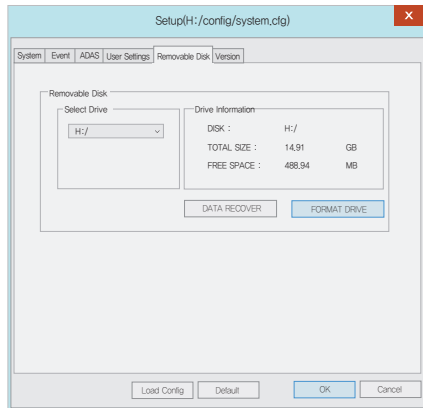 Setup(H:/config/system.cfg)
x
System Event ADAS User Settings Removable Disk Version
Removable Disk
Select Drive
H:/
Drive Information
DISK : H:/
TOTAL SIZE : 14.91 GB
FREE SPACE : 488.94 MB
DATA RECOVER FORMAT DRIVE
Load Config Default OK Cancel